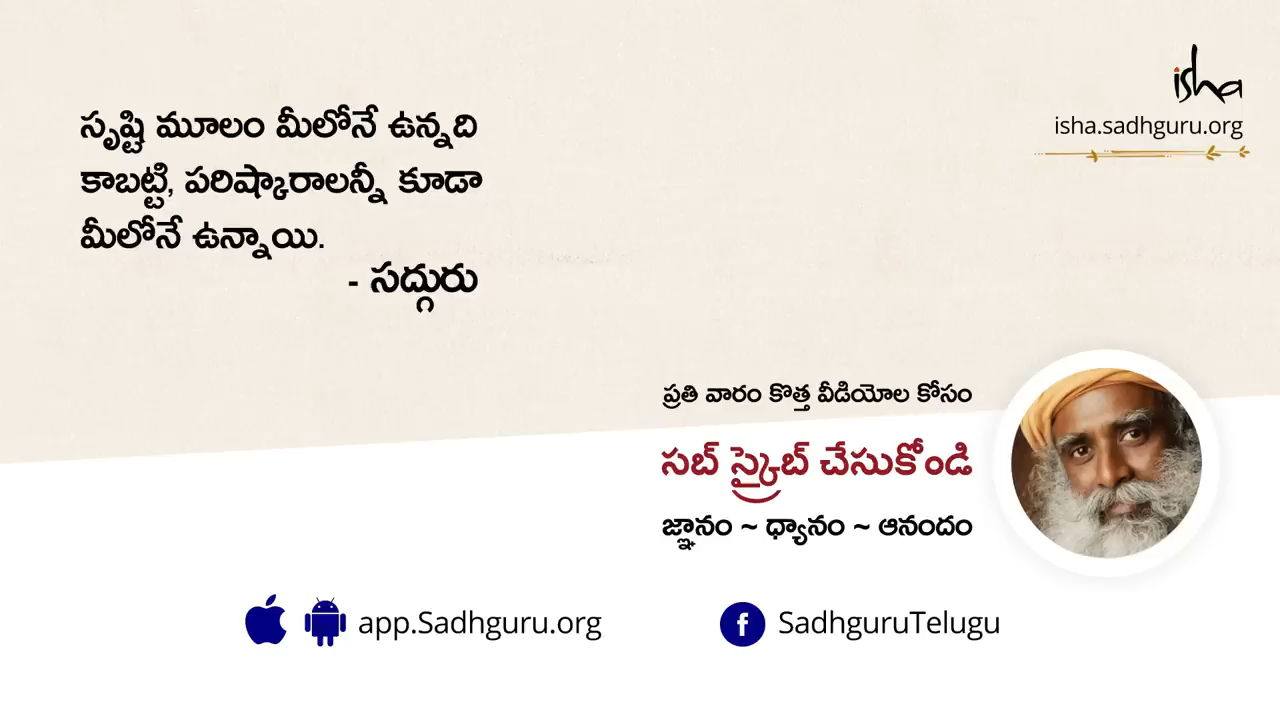 సృష్టి మూలం మీలోనే ఉన్నది
కాబట్టి, పరిష్కారాలన్నీ కూడా
మీలోనే ఉన్నాయి.
- సద్గురు
isha
isha.sadhguru.org
ప్రతి వారం కొత్త వీడియోల కోసం
సబ్ స్క్రైబ్ చేసుకోండి
జ్ఞానం ~ ధ్యానం ~ ఆనందం
app.Sadhguru.org
SadhguruTelugu